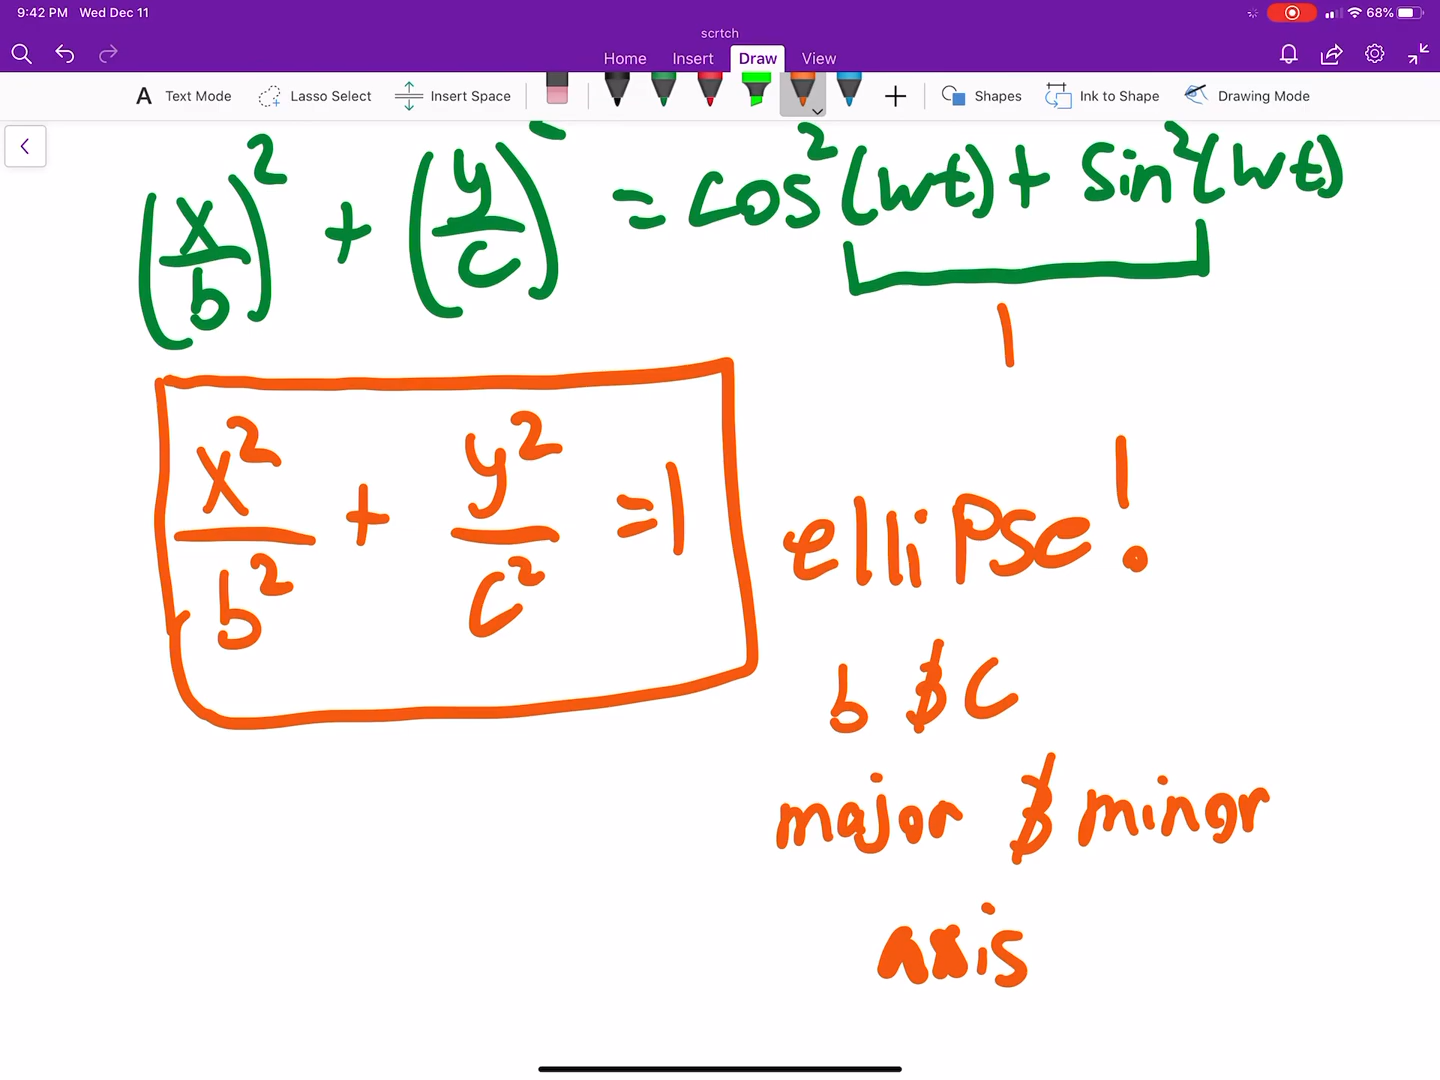 9:42 PM Wed Dec 11
68%
scrtch
Home Insert Draw View
Text Mode Lasso Select Insert Space Shapes Ink to Shape Drawing Mode
(x/b)² + (y/c)² = cos²(wt) + sin²(wt)
1
x²/b² + y²/c² = 1
ellipse!
b & c
major & minor
axis